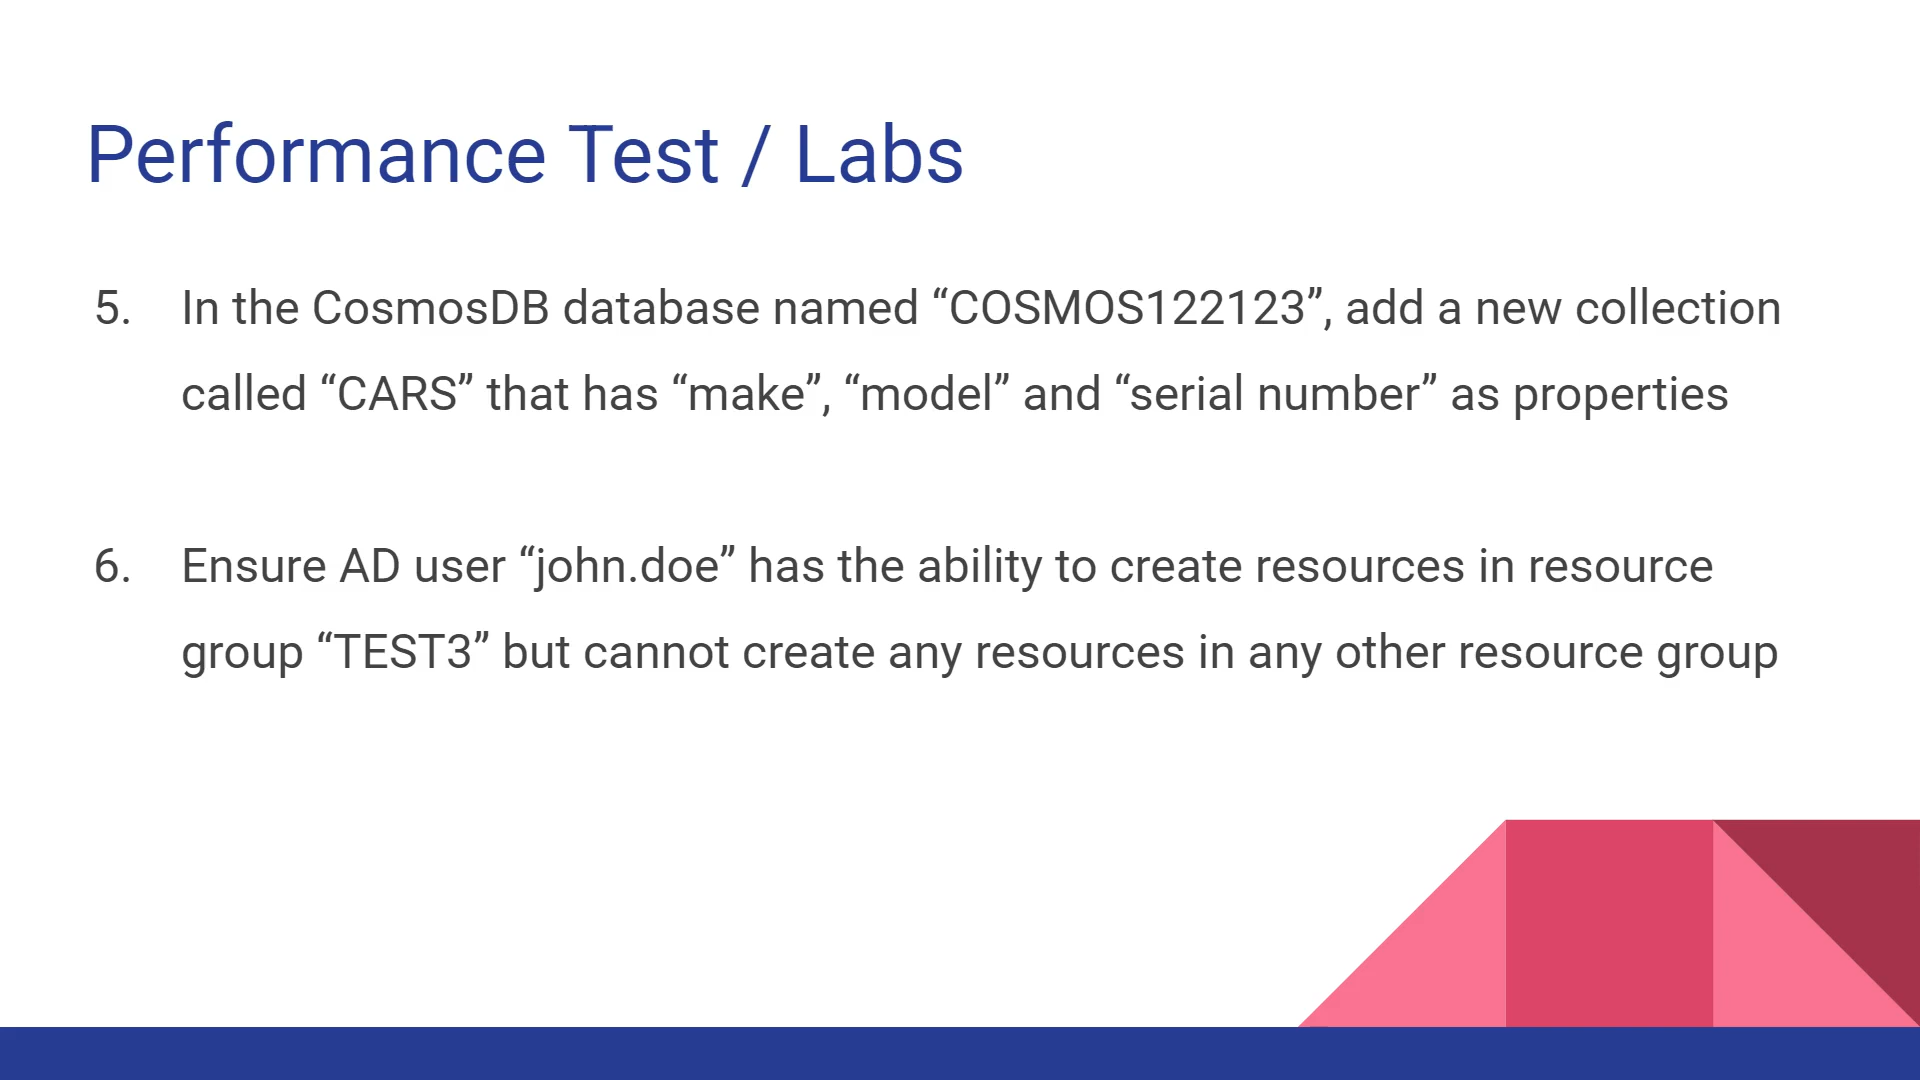 Performance Test / Labs
5. In the CosmosDB database named “COSMOS122123”, add a new collection
called “CARS” that has “make”, “model” and “serial number” as properties
6. Ensure AD user “john.doe” has the ability to create resources in resource
group “TEST3” but cannot create any resources in any other resource group